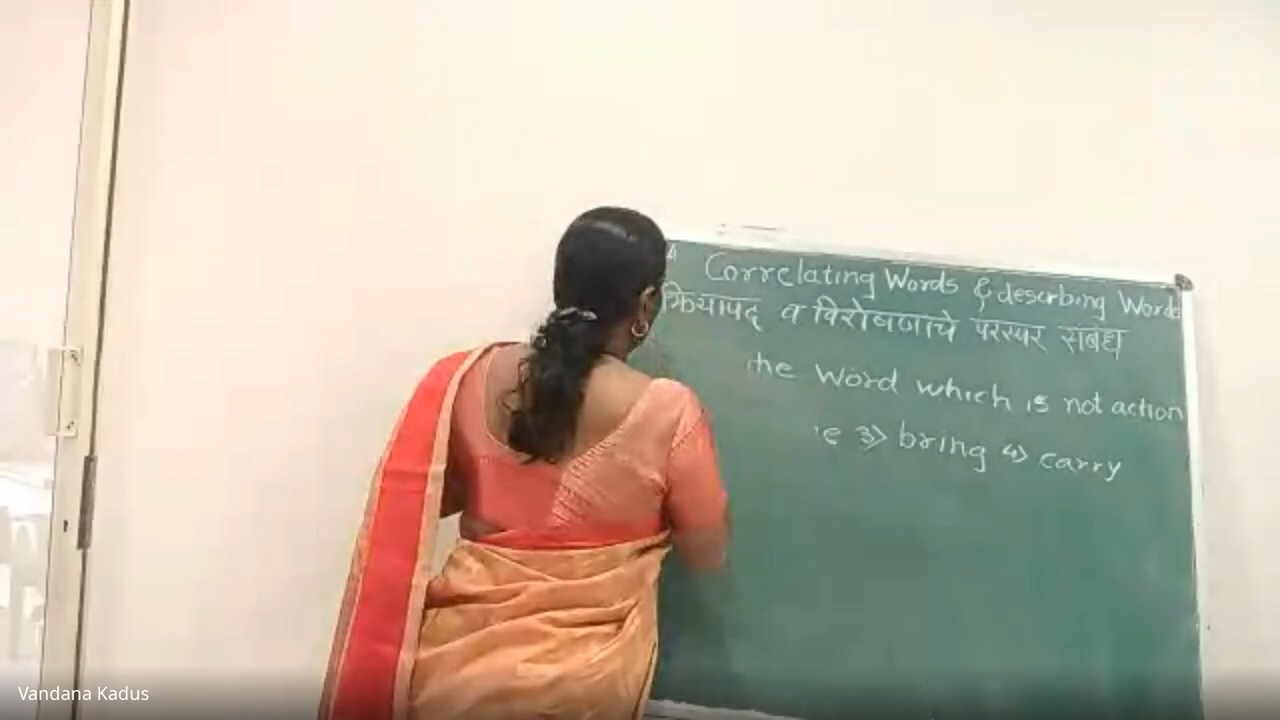 Correlating Words & describing Words
क्रियापद व विशेषणाचे परस्पर संबंध
the Word which is not action
3) bring 4) carry
Vandana Kadus